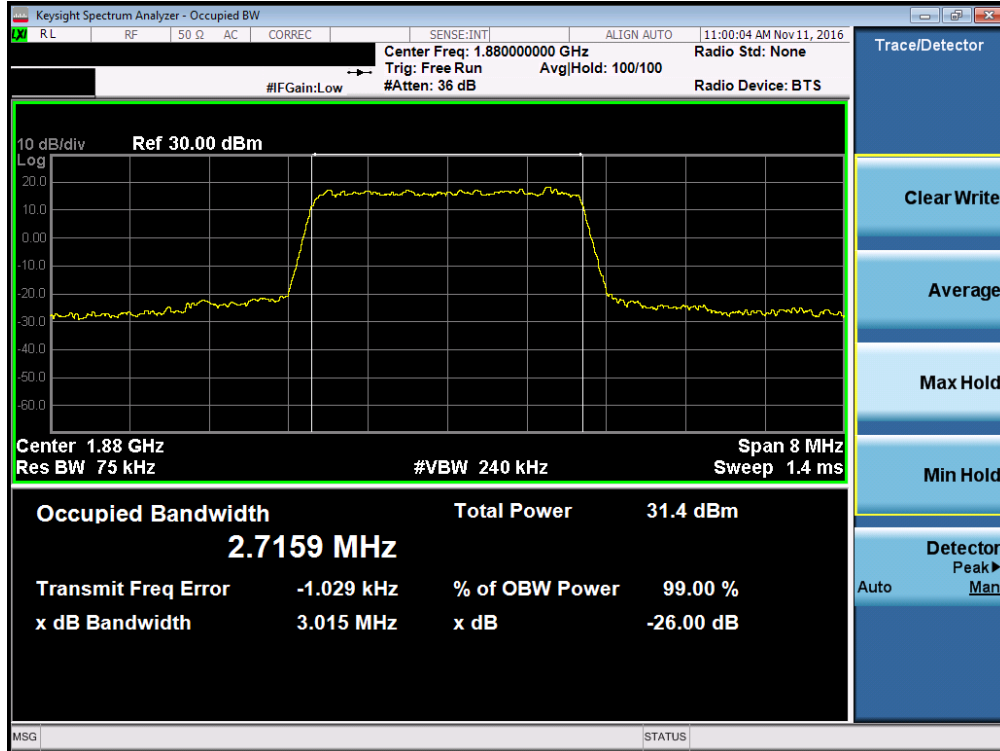 Keysight Spectrum Analyzer - Occupied BW
LXI RL RF 50 Ω AC CORREC SENSE:INT ALIGN AUTO 11:00:04 AM Nov 11, 2016
Center Freq: 1.880000000 GHz Radio Std: None
Trig: Free Run Avg|Hold: 100/100
#IFGain:Low #Atten: 36 dB Radio Device: BTS
Trace/Detector
10 dB/div Ref 30.00 dBm
Log
20.0
10.0
0.00
-10.0
-20.0
-30.0
-40.0
-50.0
-60.0
Center 1.88 GHz Span 8 MHz
Res BW 75 kHz #VBW 240 kHz Sweep 1.4 ms
Occupied Bandwidth Total Power 31.4 dBm
2.7159 MHz
Transmit Freq Error -1.029 kHz % of OBW Power 99.00 %
x dB Bandwidth 3.015 MHz x dB -26.00 dB
Clear Write
Average
Max Hold
Min Hold
Detector
Peak▶
Auto Man
MSG STATUS